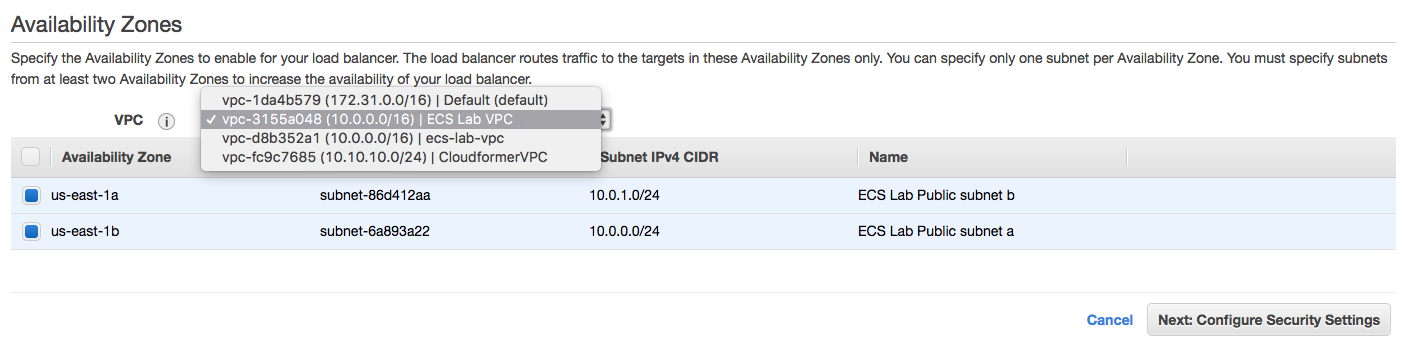 Availability Zones
Specify the Availability Zones to enable for your load balancer. The load balancer routes traffic to the targets in these Availability Zones only. You can specify only one subnet per Availability Zone. You must specify subnets
from at least two Availability Zones to increase the availability of your load balancer.
vpc-1da4b579 (172.31.0.0/16) | Default (default)
VPC i ✓ vpc-3155a048 (10.0.0.0/16) | ECS Lab VPC
vpc-d8b352a1 (10.0.0.0/16) | ecs-lab-vpc
vpc-fc9c7685 (10.10.10.0/24) | CloudformerVPC
Availability Zone Subnet IPv4 CIDR Name
us-east-1a subnet-86d412aa 10.0.1.0/24 ECS Lab Public subnet b
us-east-1b subnet-6a893a22 10.0.0.0/24 ECS Lab Public subnet a
Cancel Next: Configure Security Settings